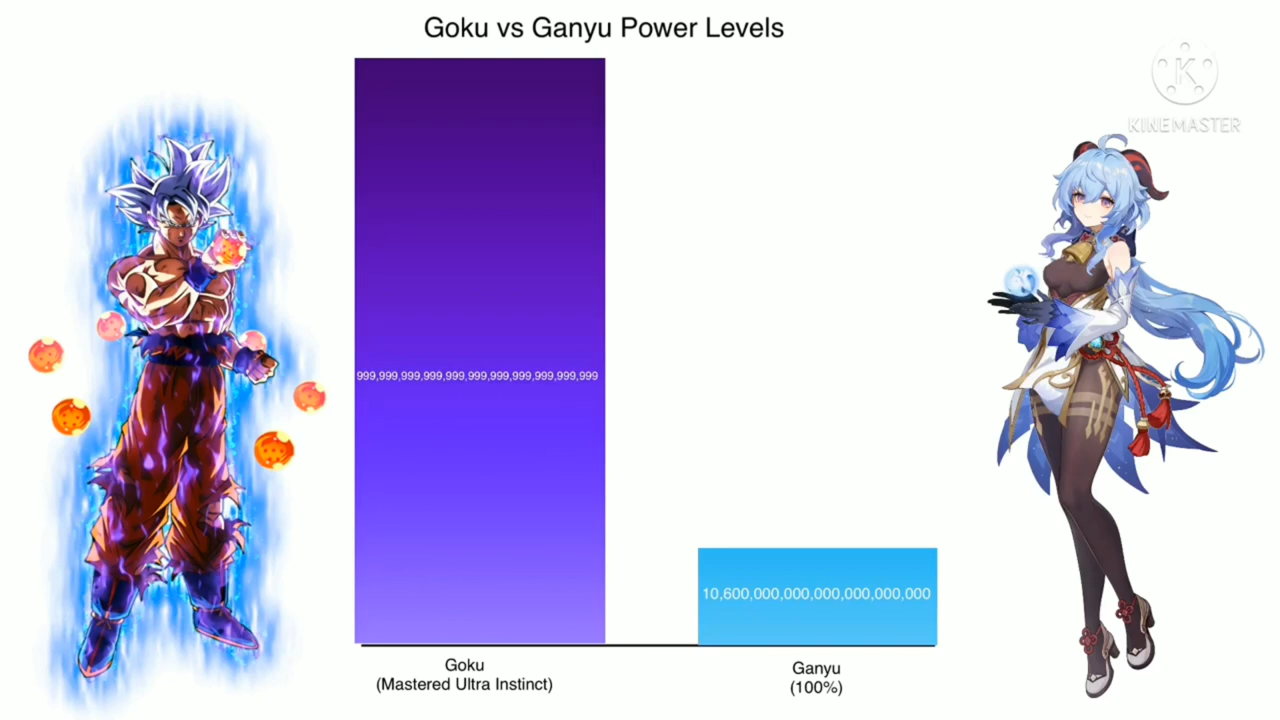 Goku vs Ganyu Power Levels
KINEMASTER
999,999,999,999,999,999,999,999,999,999,999
10,600,000,000,000,000,000,000
Goku
(Mastered Ultra Instinct)
Ganyu
(100%)